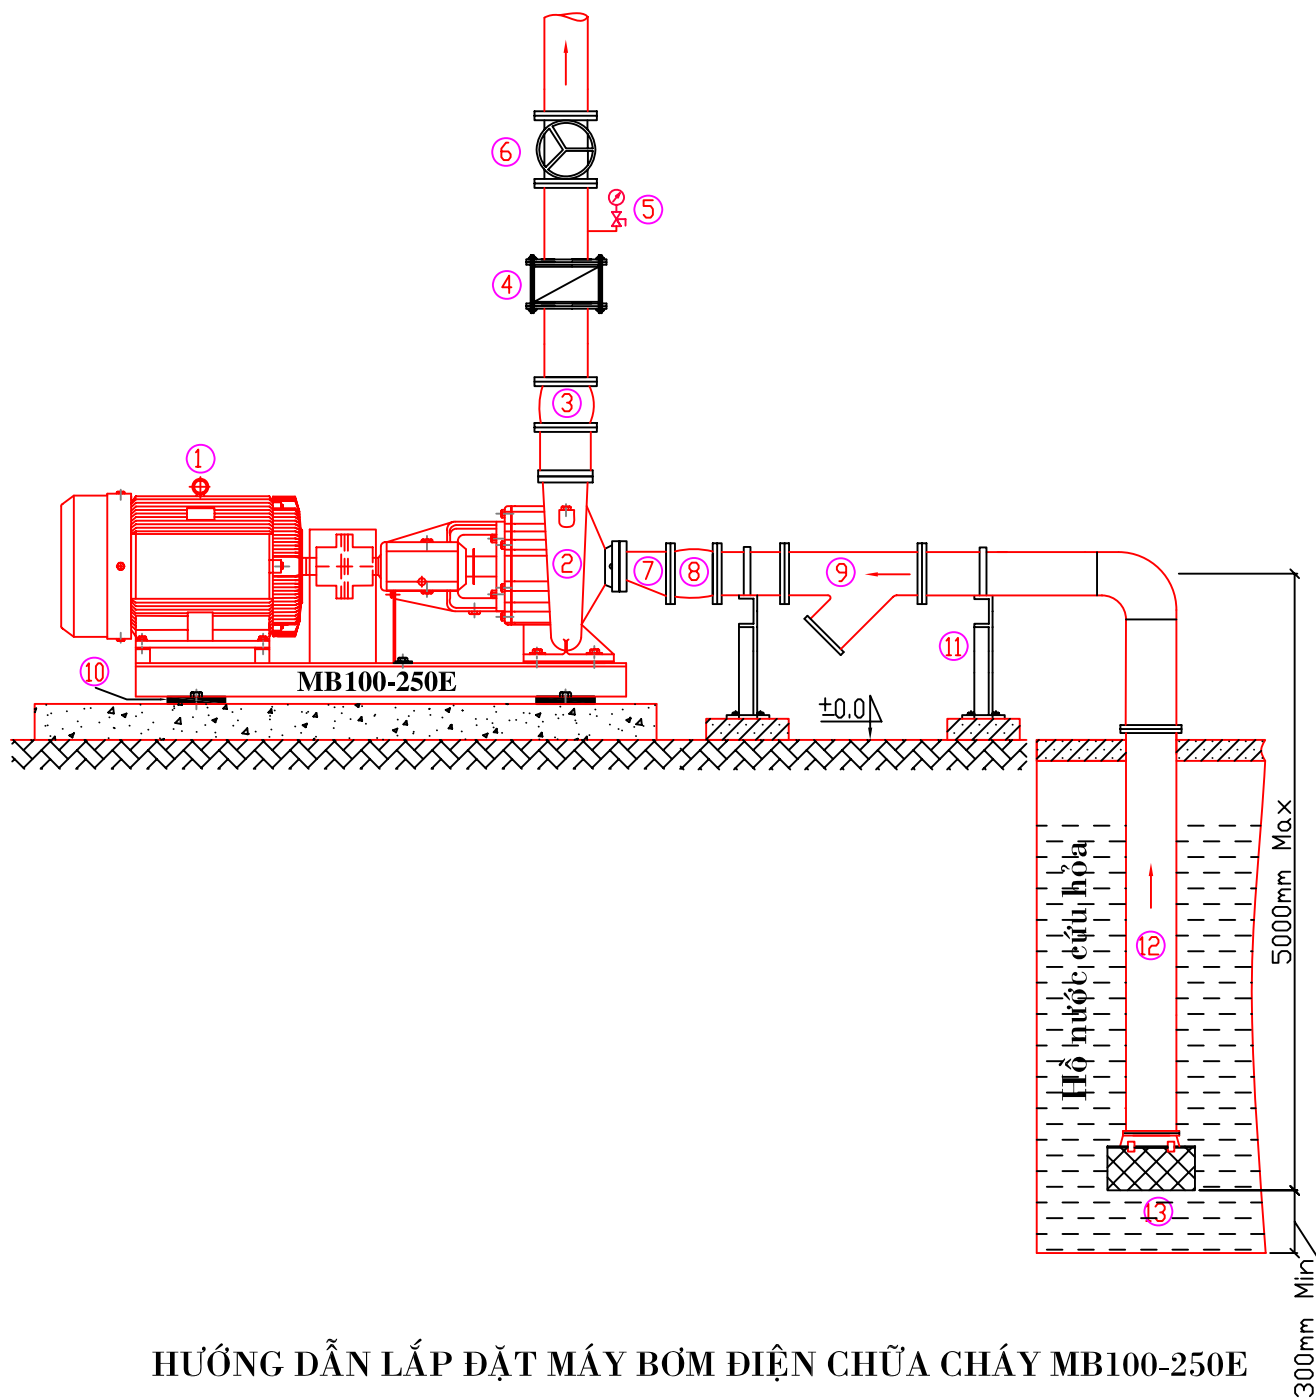 6
5
4
3
1
2
7
8
9
10
11
MB100-250E
±0.0
5000mm Max
Hồ nước cứu hỏa
12
13
300mm Min
HƯỚNG DẪN LẮP ĐẶT MÁY BƠM ĐIỆN CHỮA CHÁY MB100-250E